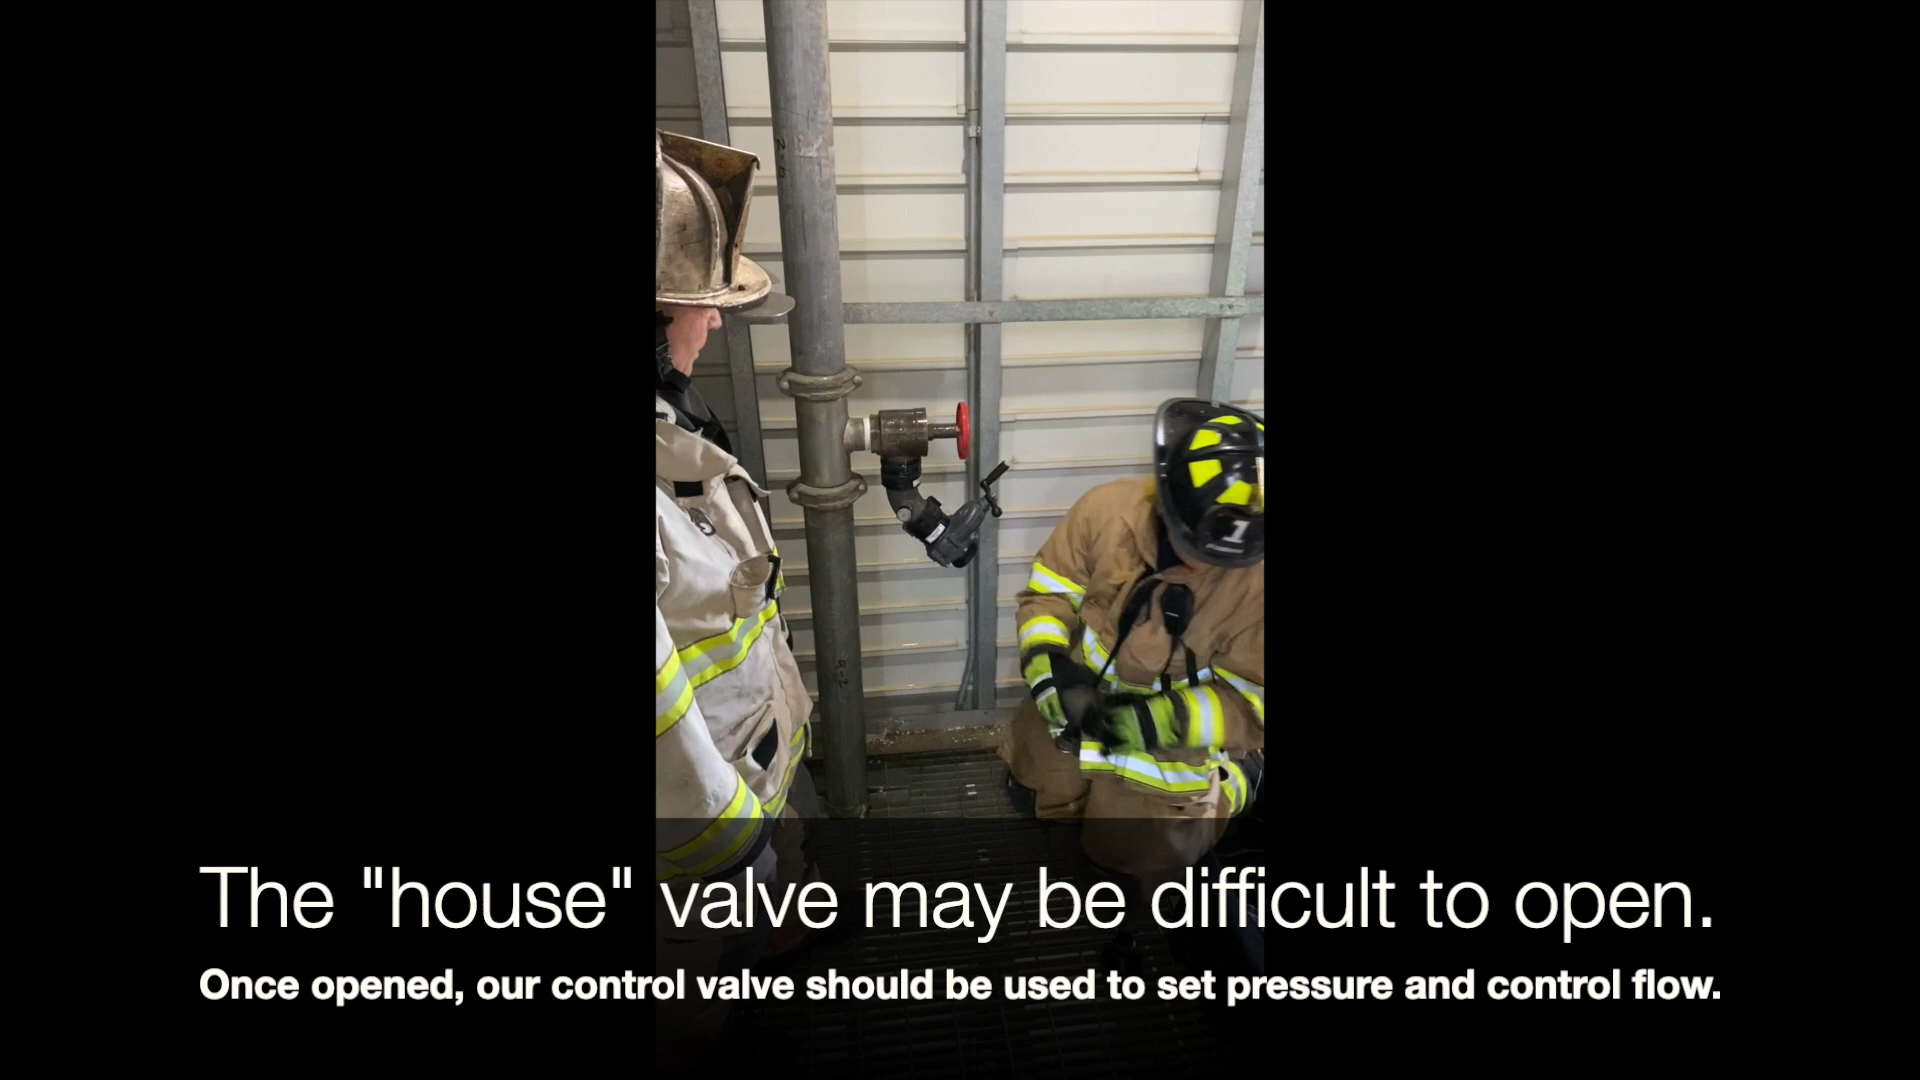 1
The "house" valve may be difficult to open.
Once opened, our control valve should be used to set pressure and control flow.